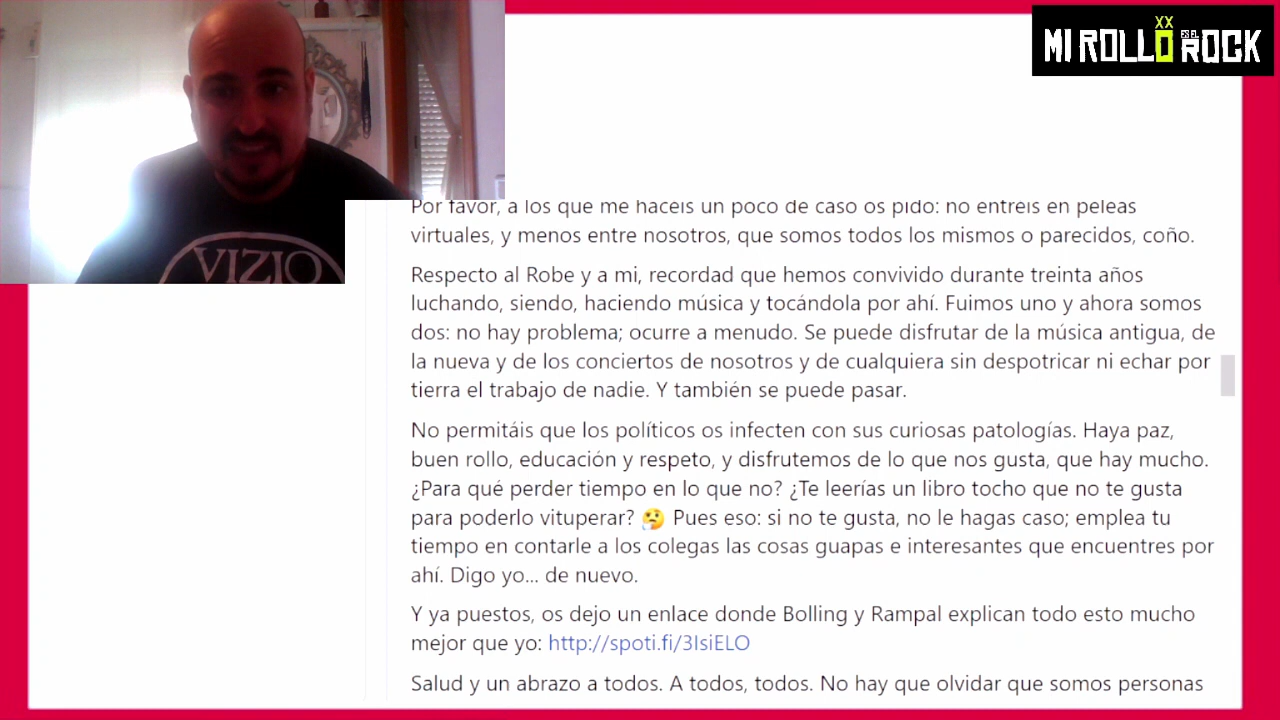 MI ROLLO
XX
ES EL
ROCK
VIZIO
Por favor, a los que me hacéis un poco de caso os pido: no entréis en peleas
virtuales, y menos entre nosotros, que somos todos los mismos o parecidos, coño.
Respecto al Robe y a mi, recordad que hemos convivido durante treinta años
luchando, siendo, haciendo música y tocándola por ahí. Fuimos uno y ahora somos
dos: no hay problema; ocurre a menudo. Se puede disfrutar de la música antigua, de
la nueva y de los conciertos de nosotros y de cualquiera sin despotricar ni echar por
tierra el trabajo de nadie. Y también se puede pasar.
No permitáis que los políticos os infecten con sus curiosas patologías. Haya paz,
buen rollo, educación y respeto, y disfrutemos de lo que nos gusta, que hay mucho.
¿Para qué perder tiempo en lo que no? ¿Te leerías un libro tocho que no te gusta
para poderlo vituperar? 🤔 Pues eso: si no te gusta, no le hagas caso; emplea tu
tiempo en contarle a los colegas las cosas guapas e interesantes que encuentres por
ahí. Digo yo... de nuevo.
Y ya puestos, os dejo un enlace donde Bolling y Rampal explican todo esto mucho
mejor que yo: http://spoti.fi/3IsiELO
Salud y un abrazo a todos. A todos, todos. No hay que olvidar que somos personas